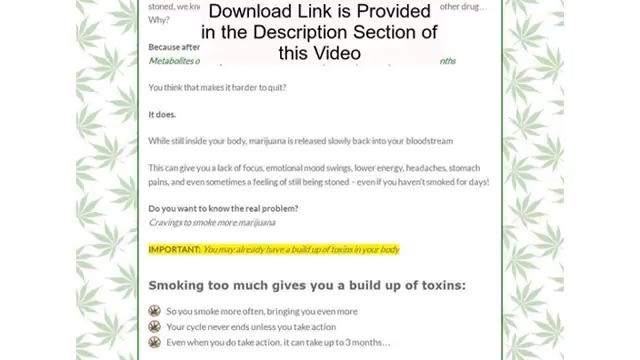 stoned, we kn
other drug…
Download Link is Provided
in the Description Section of
this Video
Why?
Because after
Metabolites o
nths
You think that makes it harder to quit?
It does.
While still inside your body, marijuana is released slowly back into your bloodstream
This can give you a lack of focus, emotional mood swings, lower energy, headaches, stomach
pains, and even sometimes a feeling of still being stoned – even if you haven't smoked for days!
Do you want to know the real problem?
Cravings to smoke more marijuana
IMPORTANT: You may already have a build up of toxins in your body
Smoking too much gives you a build up of toxins:
So you smoke more often, bringing you even more
Your cycle never ends unless you take action
Even when you do take action, it can take up to 3 months…